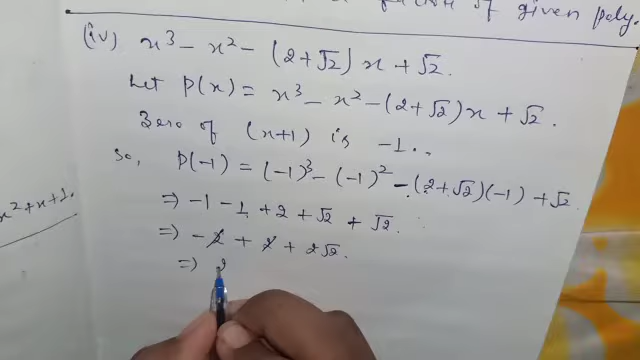 of given poly.
(iv) x³ - x² - (2+√2)x + √2.
Let p(x) = x³ - x² - (2+√2)x + √2.
Zero of (x+1) is -1.
So, p(-1) = (-1)³ - (-1)² - (2+√2)(-1) + √2.
⇒ -1 - 1 + 2 + √2 + √2.
x²+x+1.
⇒ -2 + 2 + 2√2.
⇒ 2